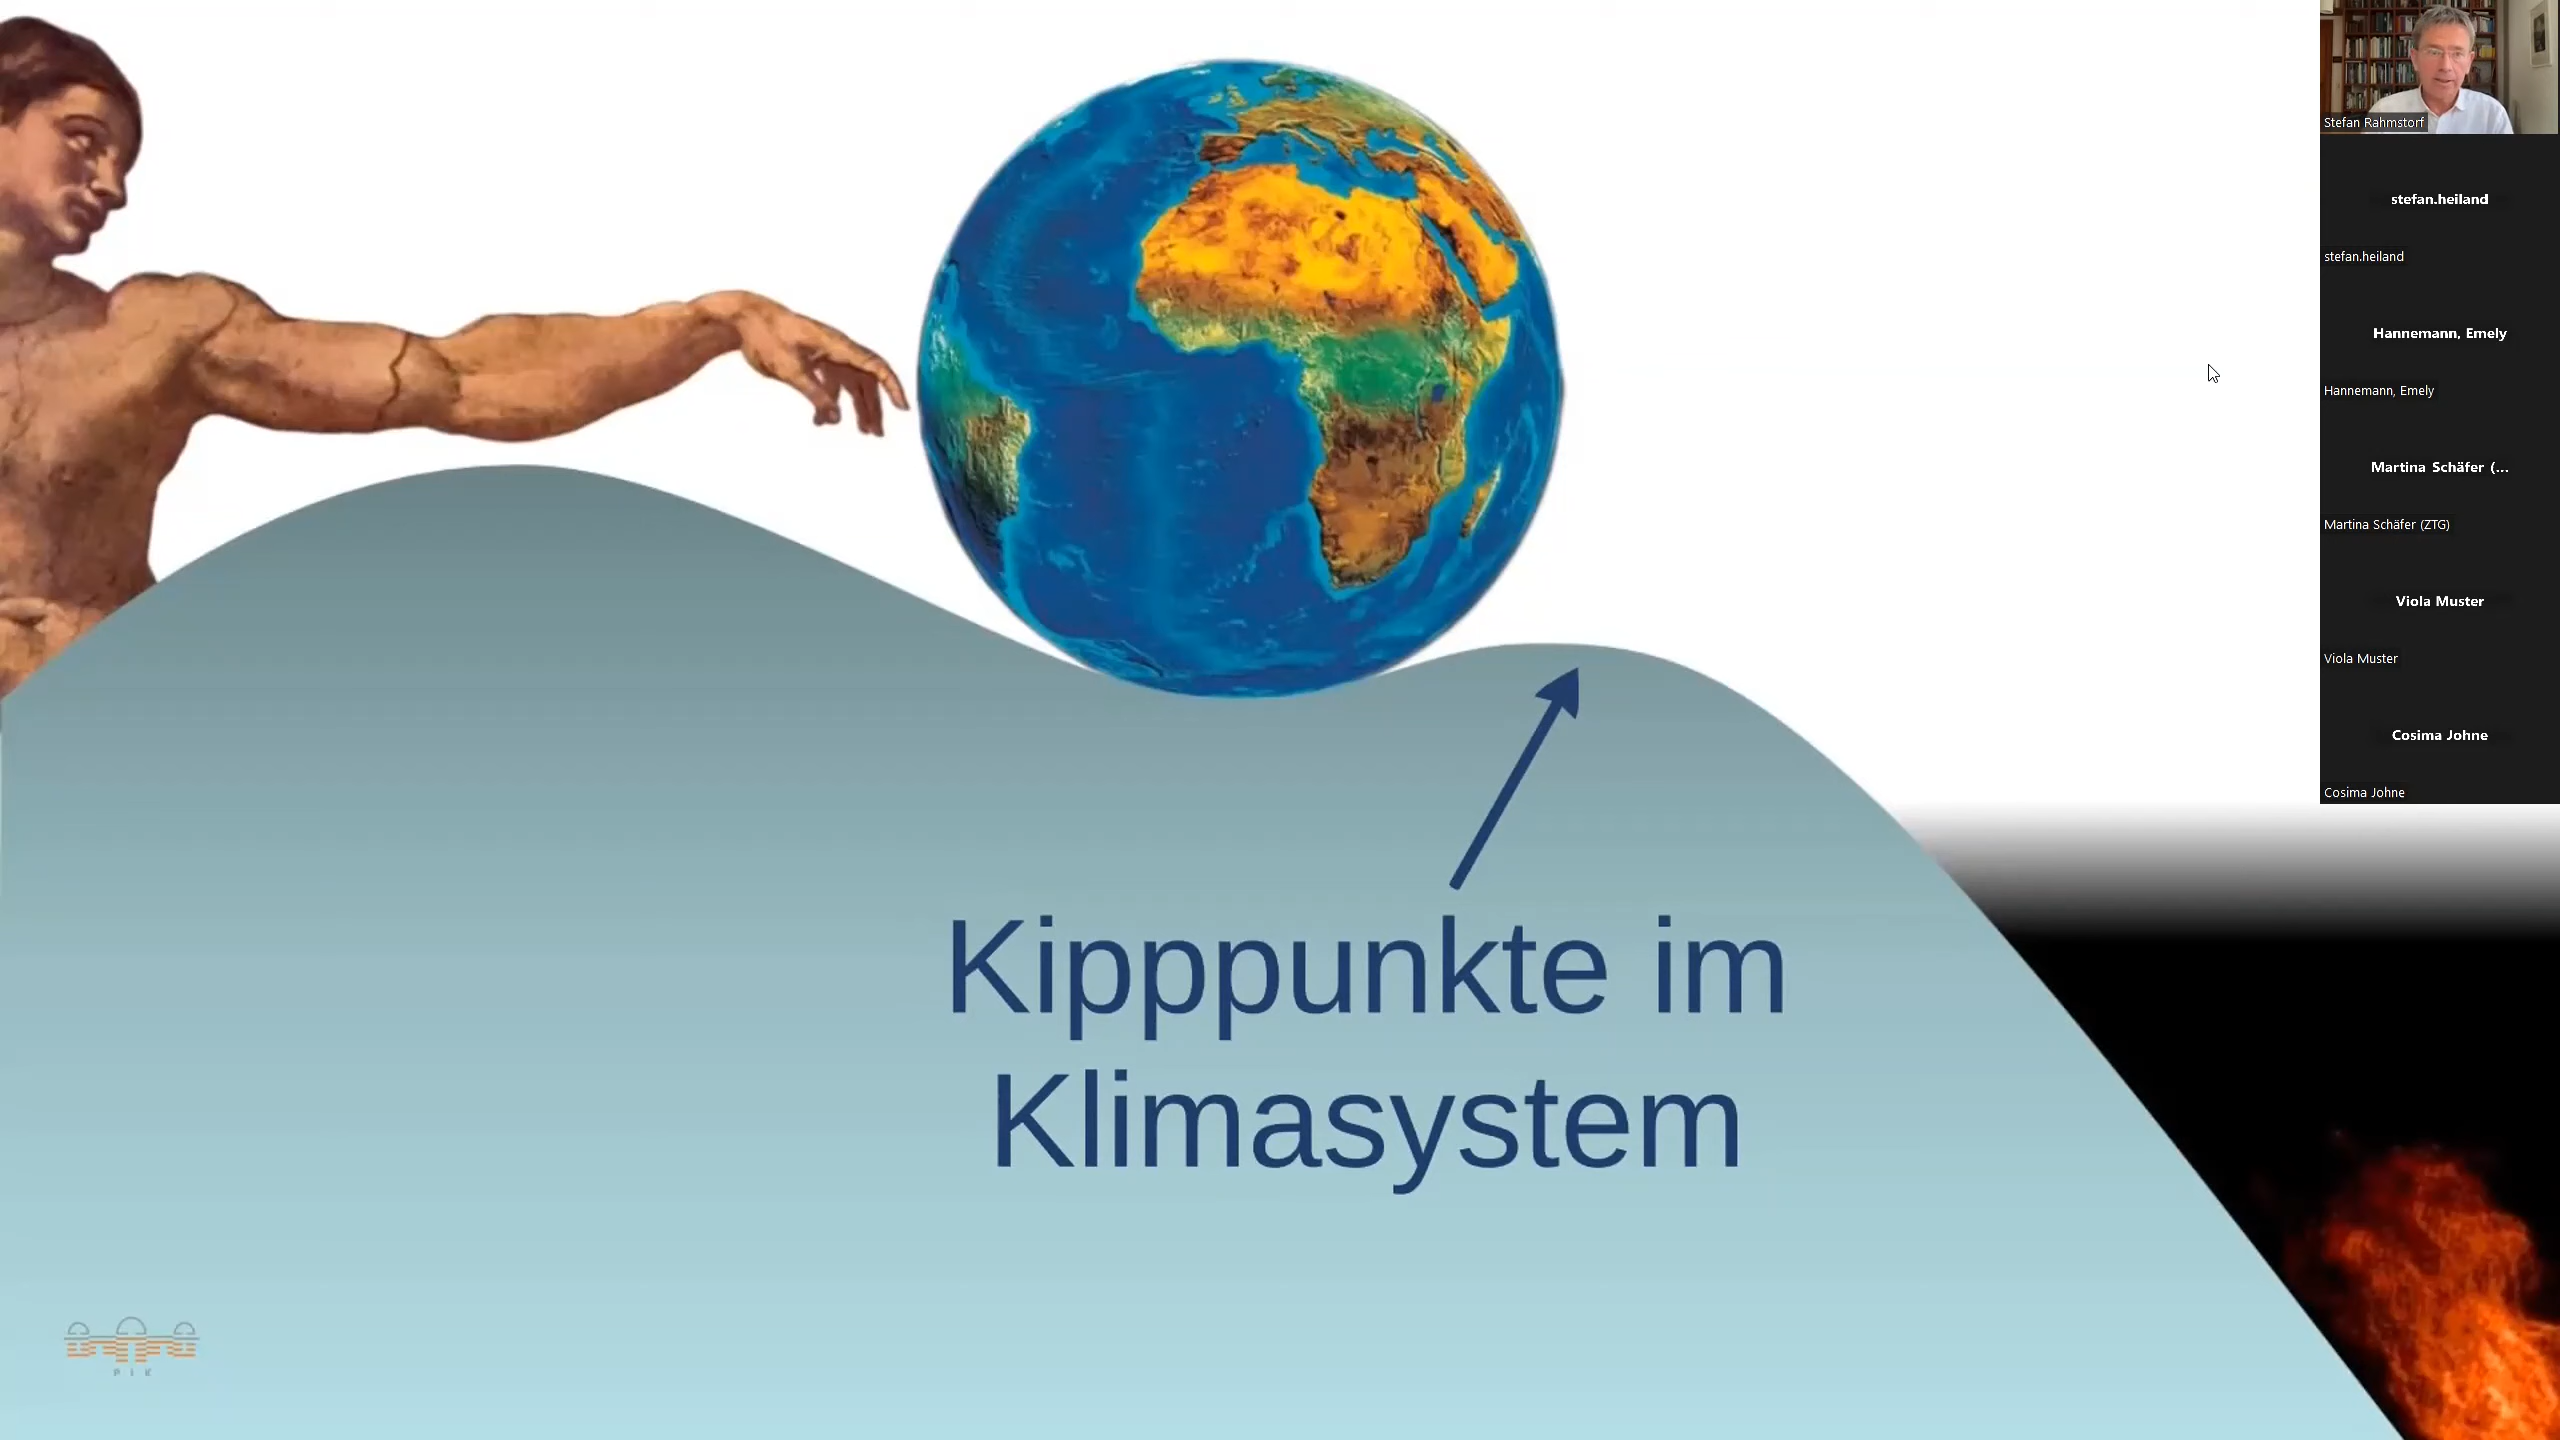 Kipppunkte im
Klimasystem
PIK
Stefan Rahmstorf
stefan.heiland
stefan.heiland
Hannemann, Emely
Hannemann, Emely
Martina Schäfer (...
Martina Schäfer (ZTG)
Viola Muster
Viola Muster
Cosima Johne
Cosima Johne